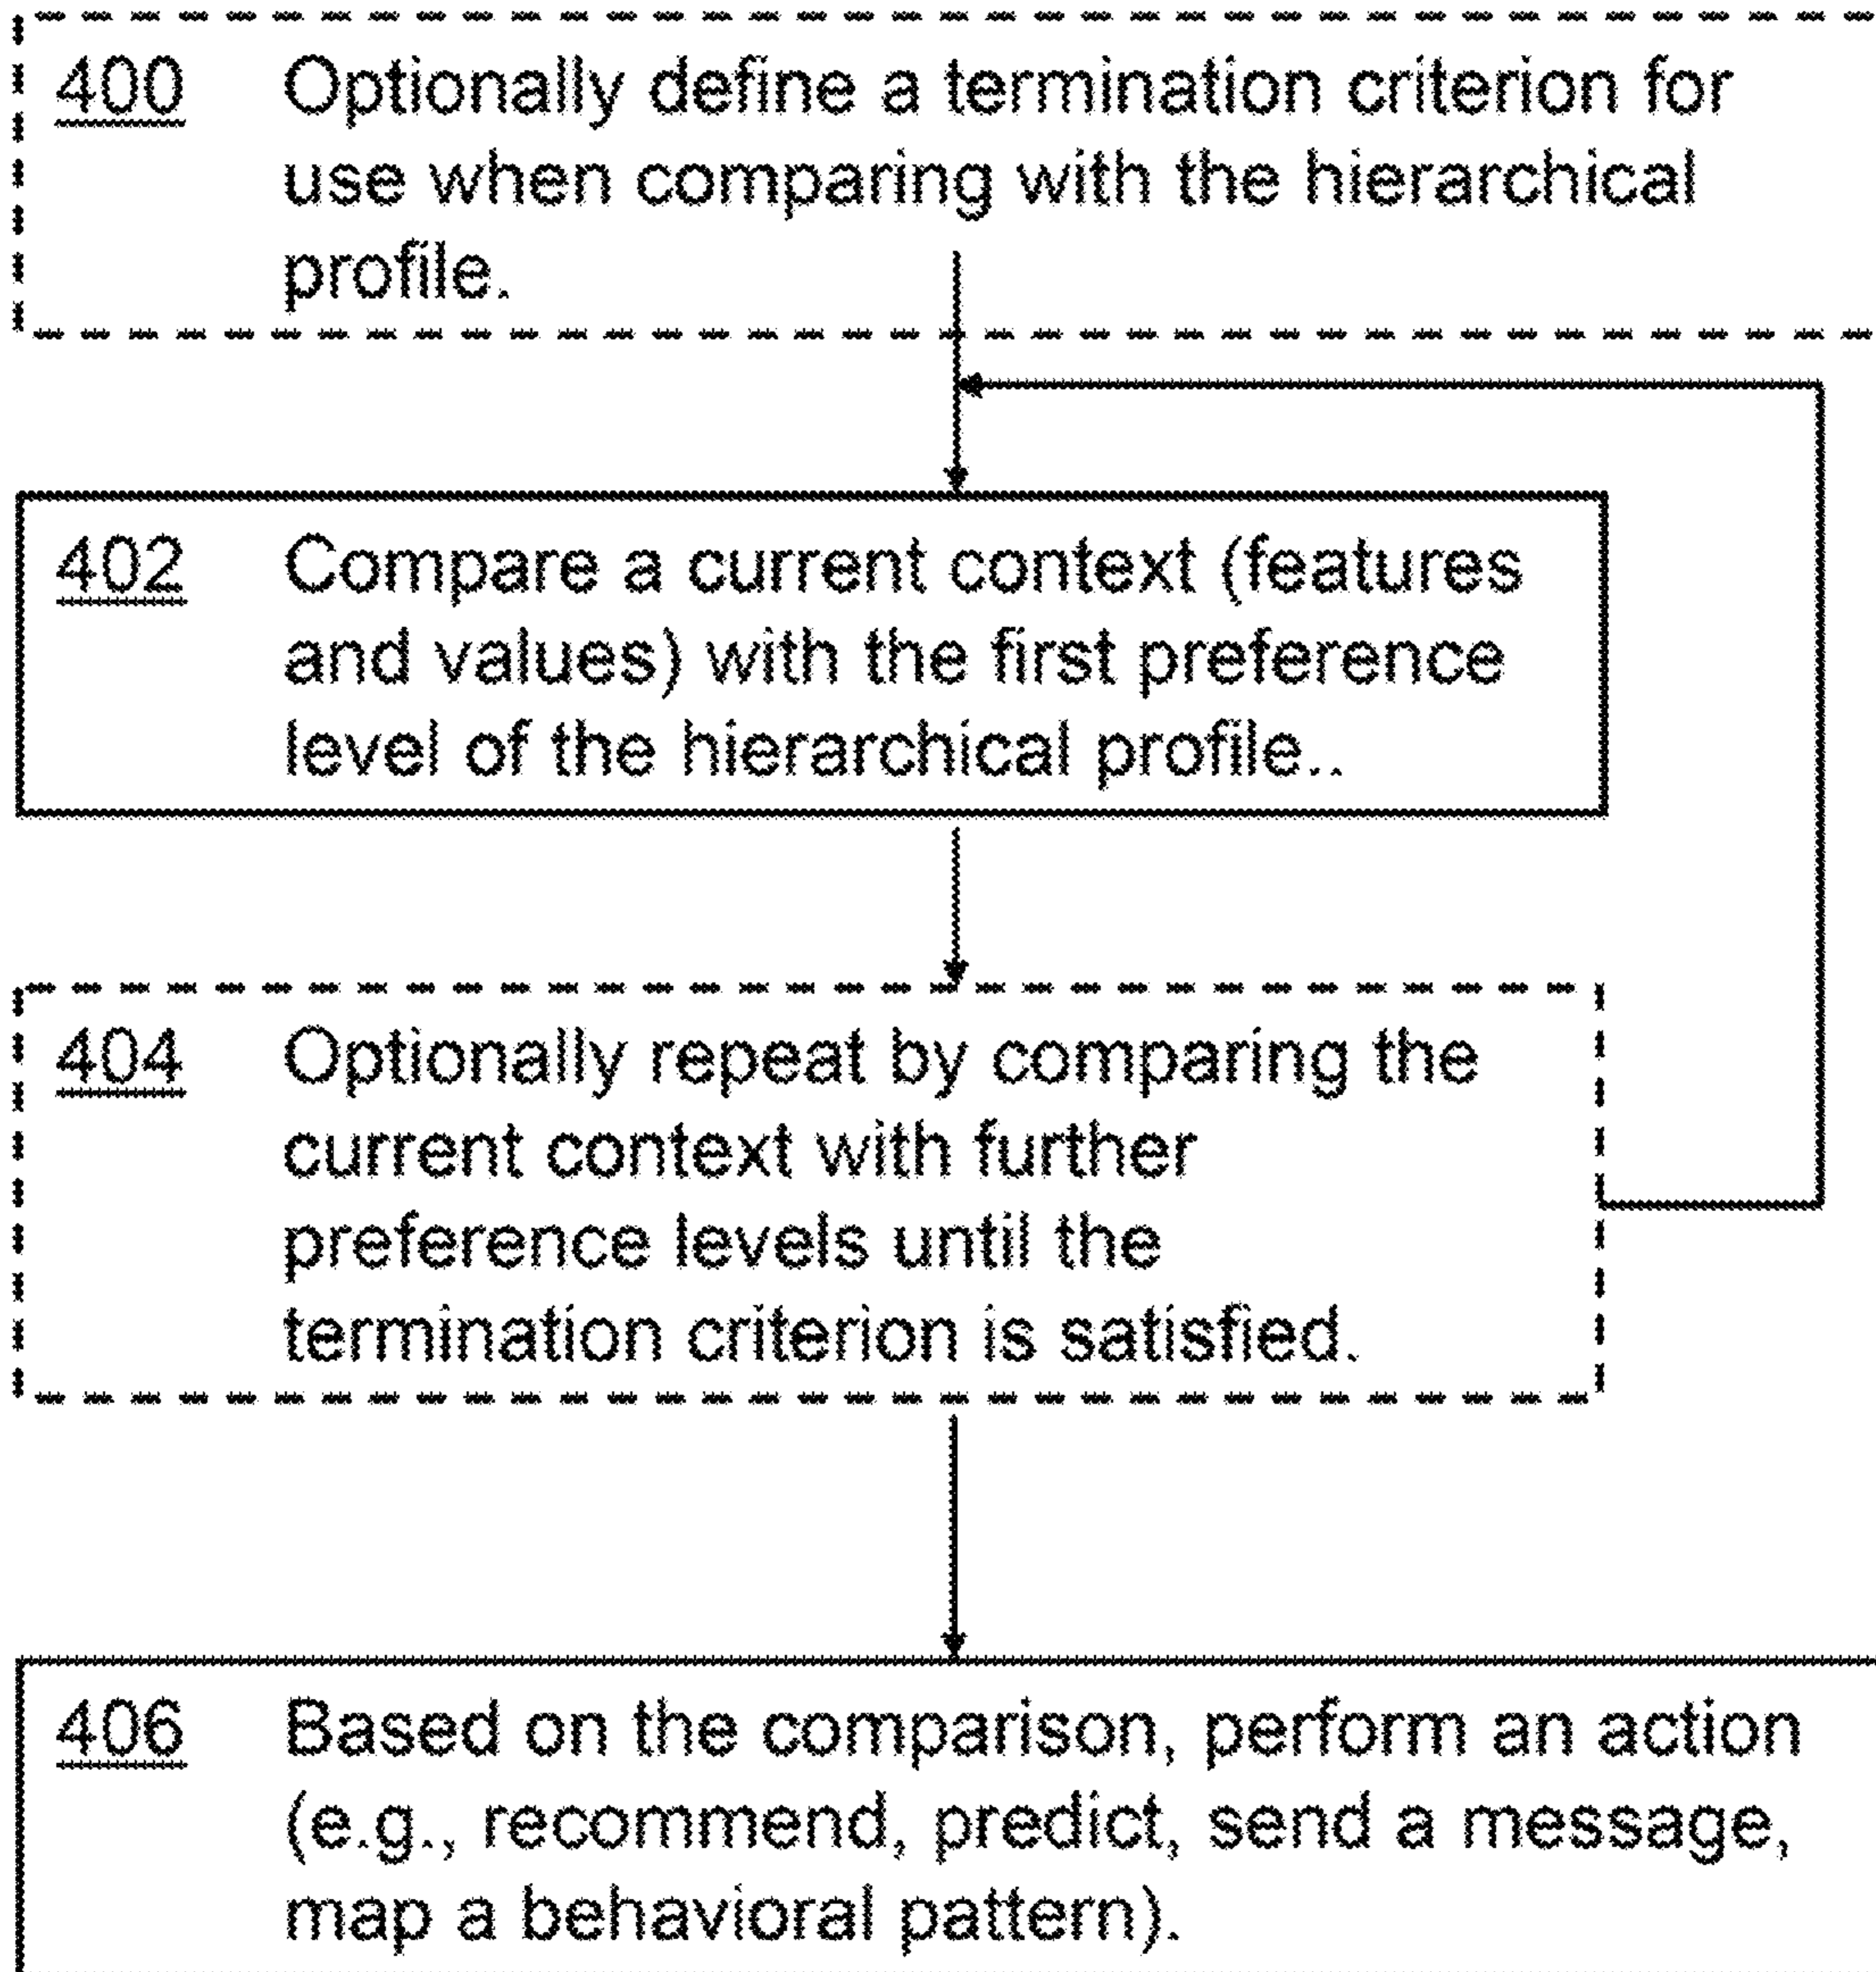 400 Optionally define a termination criterion for
use when comparing with the hierarchical
profile.
402 Compare a current context (features
and values) with the first preference
level of the hierarchical profile..
404 Optionally repeat by comparing the
current context with further
preference levels until the
termination criterion is satisfied.
406 Based on the comparison, perform an action
(e.g., recommend, predict, send a message,
map a behavioral pattern).